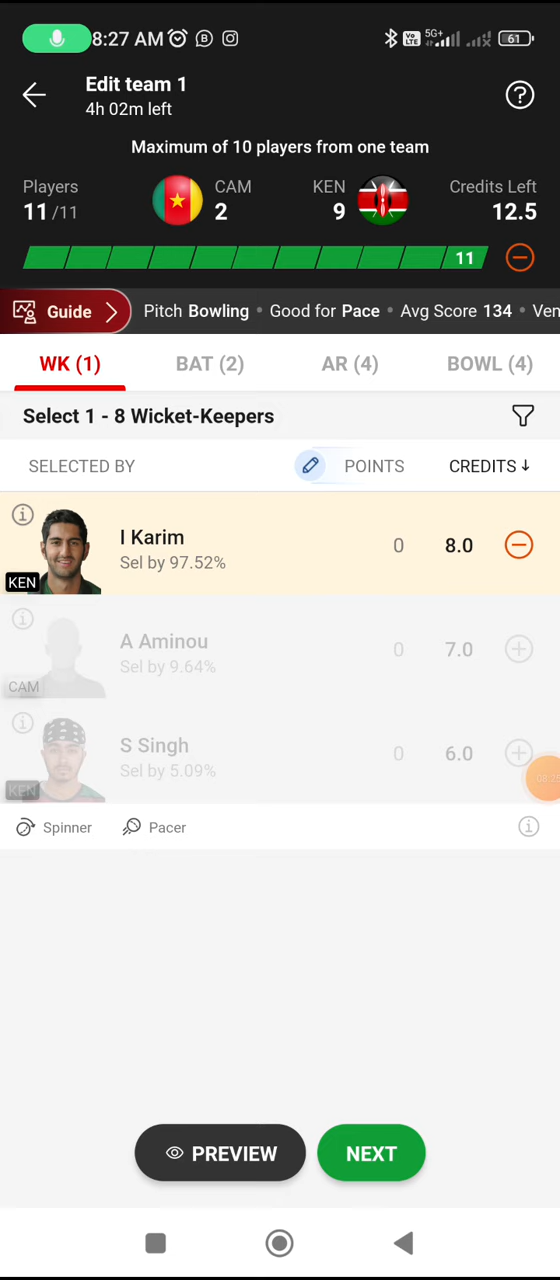 8:27 AM B Vo LTE 5G+ 61
Edit team 1
4h 02m left
?
Maximum of 10 players from one team
Players CAM KEN Credits Left
11/11 2 9 12.5
11
Guide Pitch Bowling • Good for Pace • Avg Score 134 • Ven
WK (1) BAT (2) AR (4) BOWL (4)
Select 1 - 8 Wicket-Keepers
SELECTED BY POINTS CREDITS ↓
I Karim 0 8.0
Sel by 97.52%
KEN
A Aminou 0 7.0
Sel by 9.64%
CAM
S Singh 0 6.0
Sel by 5.09%
KEN
Spinner Pacer
PREVIEW NEXT